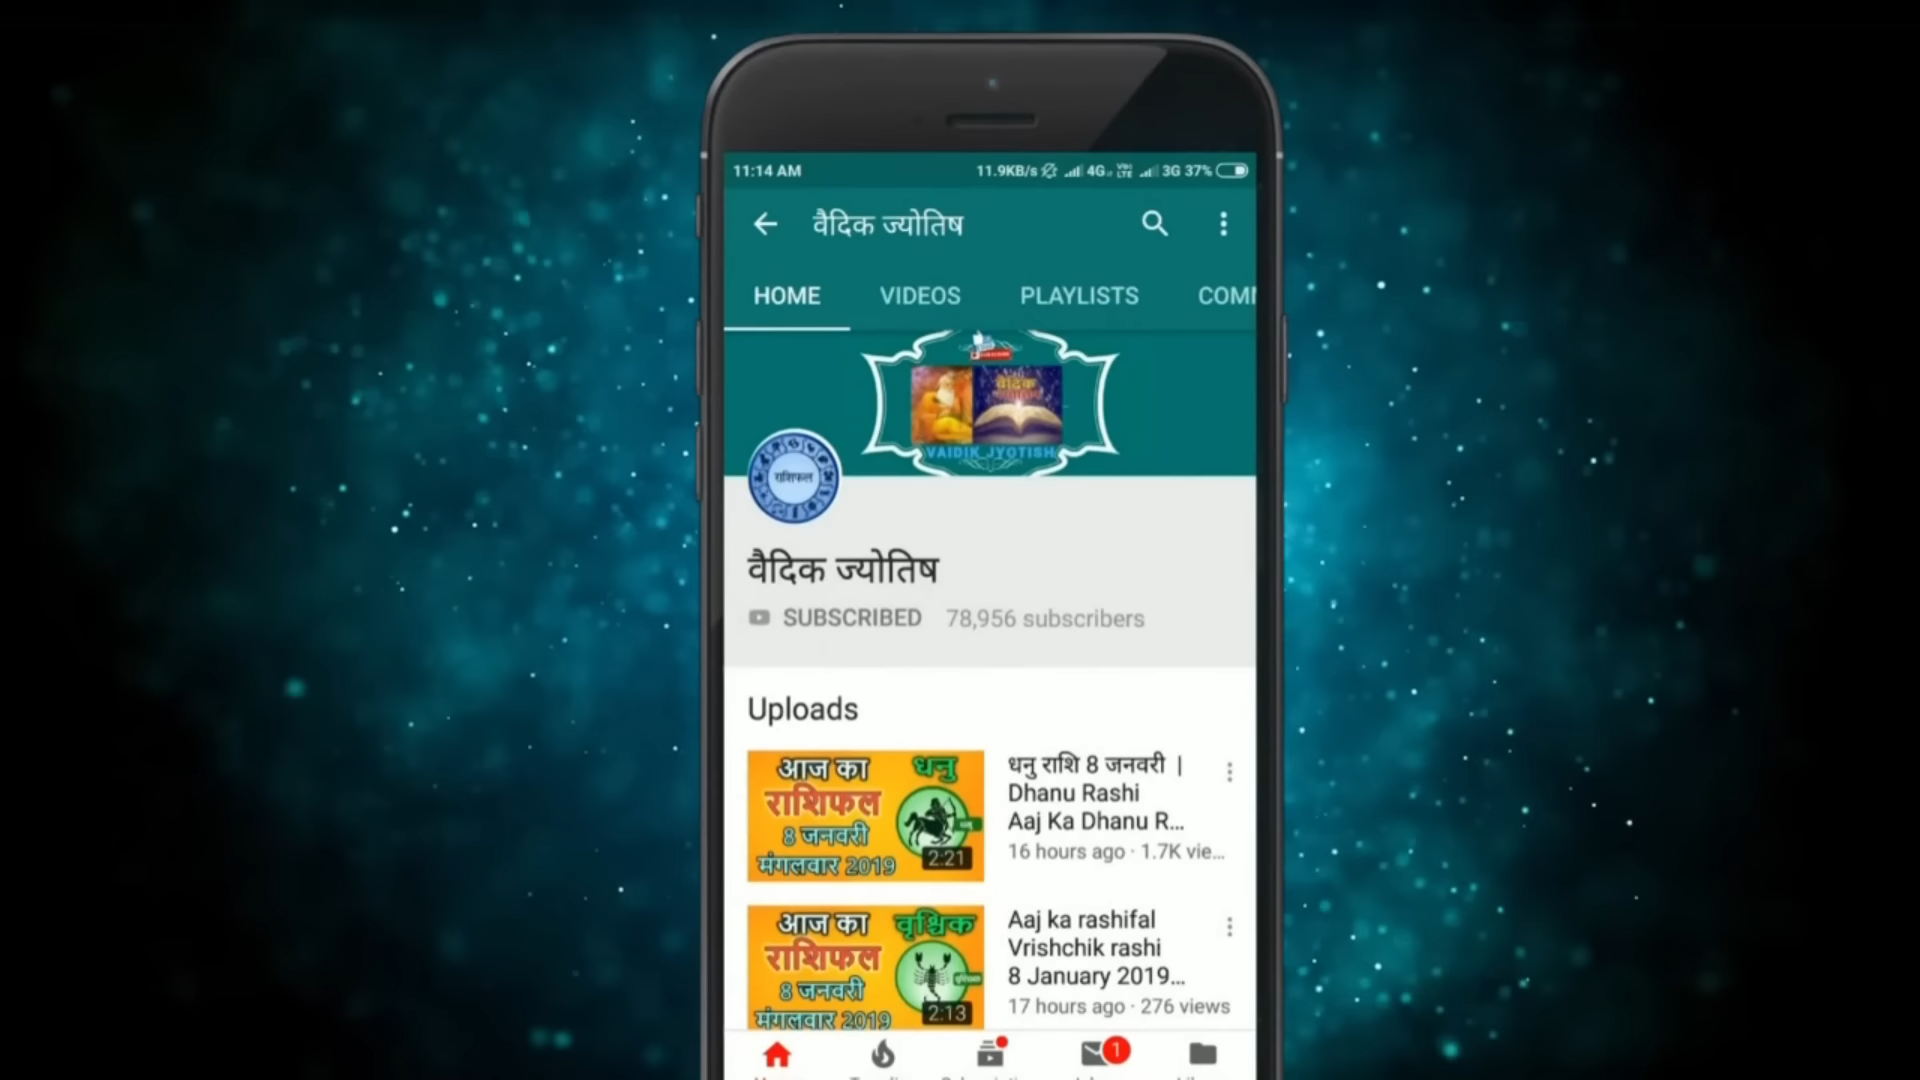 11:14 AM 11.9KB/s 4G VoLTE 3G 37%
वैदिक ज्योतिष
HOME VIDEOS PLAYLISTS COMM
वैदिक
VAIDIK JYOTISH
राशिफल
वैदिक ज्योतिष
SUBSCRIBED 78,956 subscribers
Uploads
आज का धनु
राशिफल
8 जनवरी
मंगलवार 2019
2:21
धनु राशि 8 जनवरी |
Dhanu Rashi
Aaj Ka Dhanu R...
16 hours ago · 1.7K vie...
आज का वृश्चिक
राशिफल
8 जनवरी
मंगलवार 2019
2:13
Aaj ka rashifal
Vrishchik rashi
8 January 2019...
17 hours ago · 276 views
1